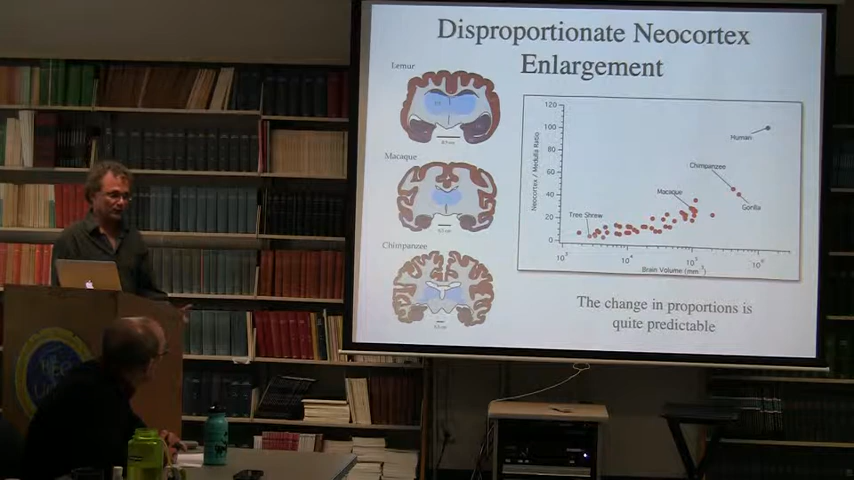 Disproportionate Neocortex
Enlargement
Lemur
Macaque
Chimpanzee
Neocortex / Medulla Ratio
120
100
80
60
40
20
0
Human
Chimpanzee
Gorilla
Macaque
Tree Shrew
Brain Volume (mm³)
The change in proportions is
quite predictable